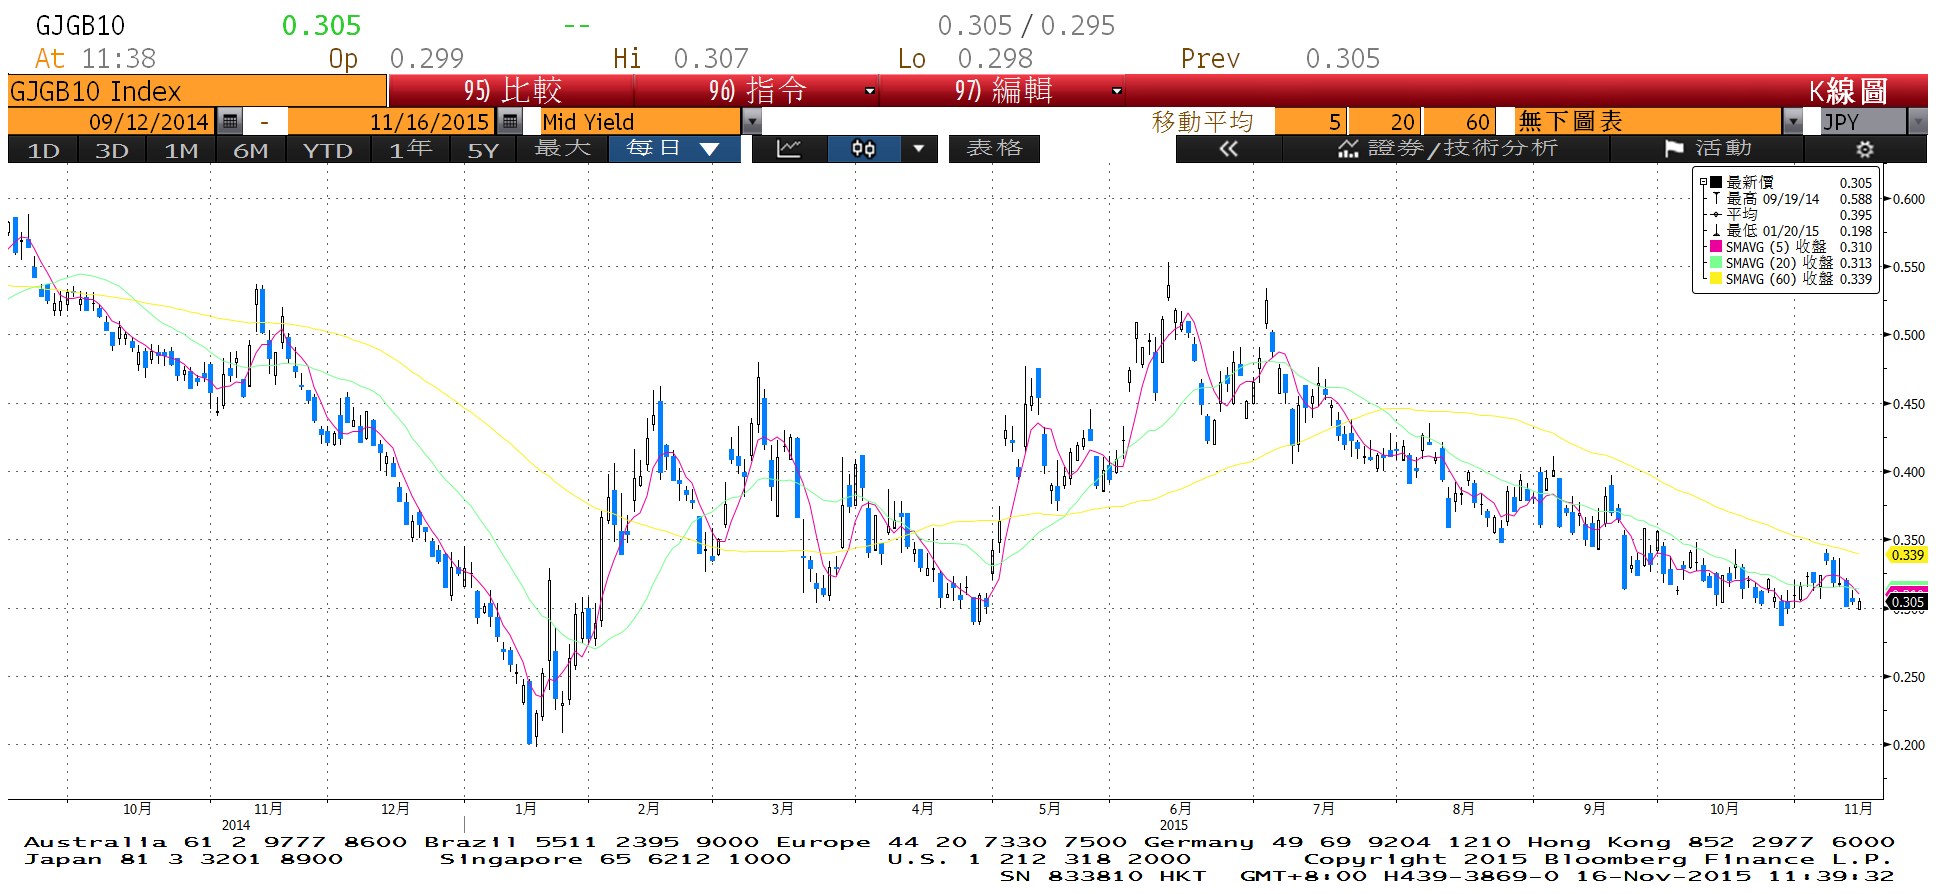 GJGB10 0.305 -- 0.305 / 0.295
At 11:38 Op 0.299 Hi 0.307 Lo 0.298 Prev 0.305
GJGB10 Index 95) 比較 96) 指令 97) 編輯 K線圖
09/12/2014 - 11/16/2015 Mid Yield 移動平均 5 20 60 無下圖表 JPY
1D 3D 1M 6M YTD 1年 5Y 最大 每日 表格 證券/技術分析 活動
最新價 0.305
最高 09/19/14 0.588
平均 0.395
最低 01/20/15 0.198
SMAVG (5) 收盤 0.310
SMAVG (20) 收盤 0.313
SMAVG (60) 收盤 0.339
0.600
0.550
0.500
0.450
0.400
0.350
0.339
0.305
0.250
0.200
10月 11月 12月 1月 2月 3月 4月 5月 6月 7月 8月 9月 10月 11月
2014 2015
Australia 61 2 9777 8600 Brazil 5511 2395 9000 Europe 44 20 7330 7500 Germany 49 69 9204 1210 Hong Kong 852 2977 6000
Japan 81 3 3201 8900 Singapore 65 6212 1000 U.S. 1 212 318 2000 Copyright 2015 Bloomberg Finance L.P.
SN 833810 HKT GMT+8:00 H439-3869-0 16-Nov-2015 11:39:32